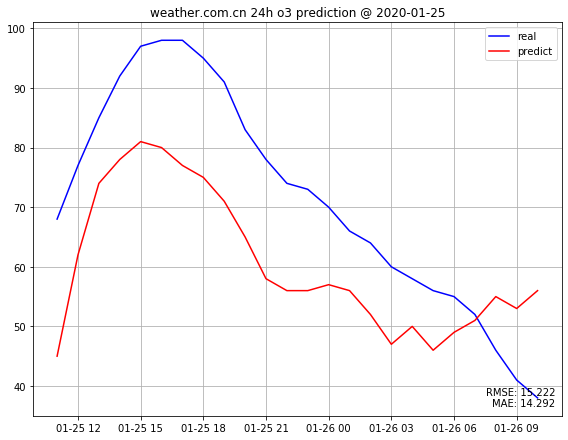 weather.com.cn 24h o3 prediction @ 2020-01-25
real
predict
100
90
80
70
60
50
40
RMSE: 15.222
MAE: 14.292
01-25 12 01-25 15 01-25 18 01-25 21 01-26 00 01-26 03 01-26 06 01-26 09